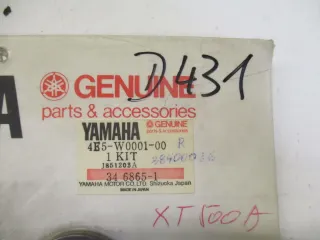 D431
GENUINE
parts & accessories
YAMAHA GENUINE
4E5-W0001-00 R
1 KIT
34 6865-1
YAMAHA MOTOR CO., LTD Shizuoka Japan
MADE IN JAPAN
XT500A